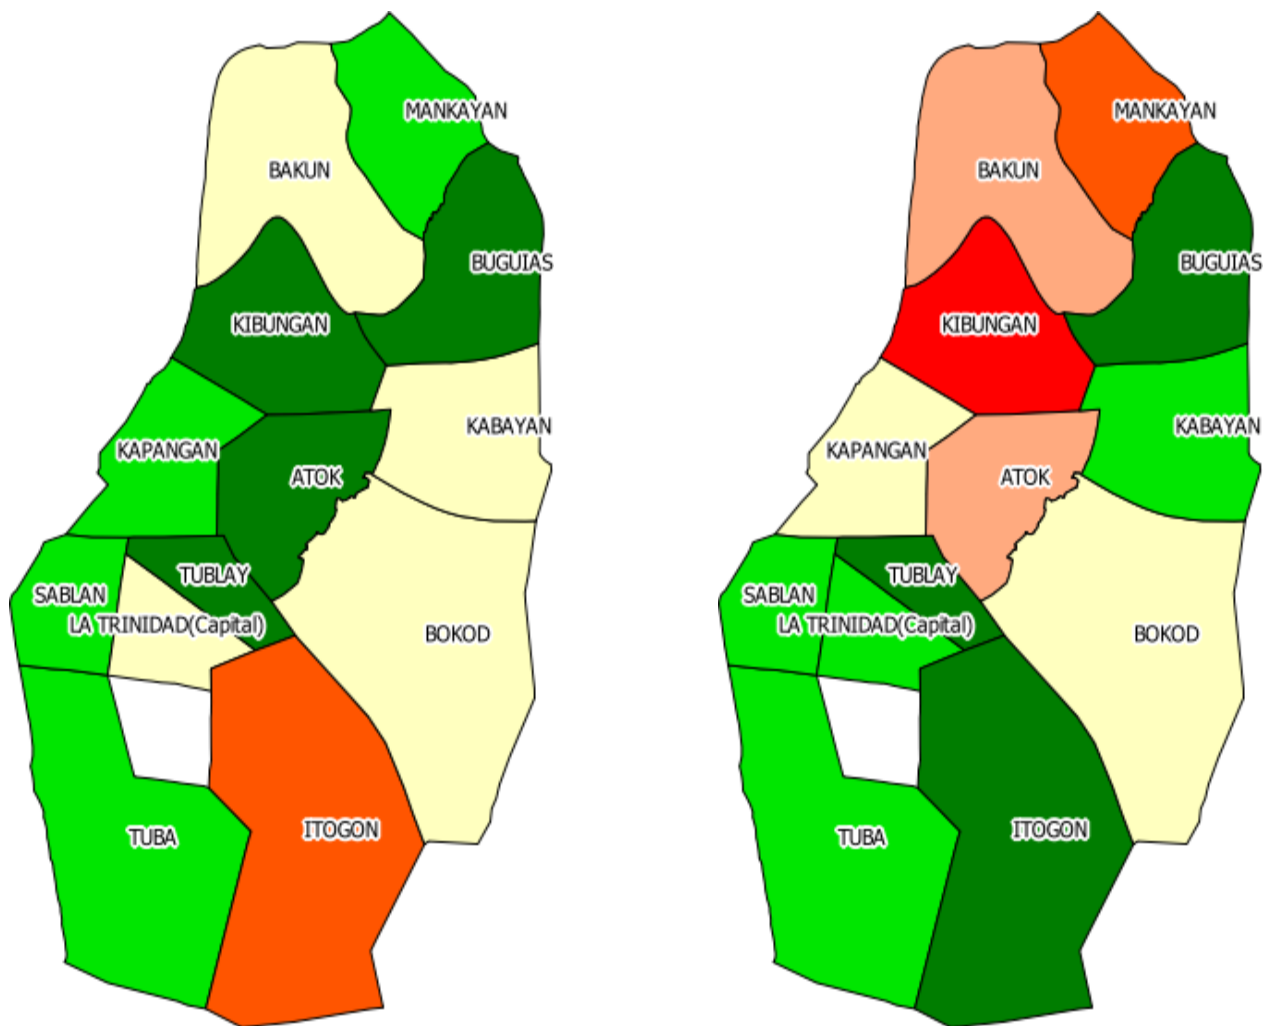 MANKAYAN
BAKUN
BUGUIAS
KIBUNGAN
KABAYAN
KAPANGAN
ATOK
TUBLAY
SABLAN
LA TRINIDAD(Capital)
BOKOD
TUBA
ITOGON
MANKAYAN
BAKUN
BUGUIAS
KIBUNGAN
KABAYAN
KAPANGAN
ATOK
TUBLAY
SABLAN
LA TRINIDAD(Capital)
BOKOD
TUBA
ITOGON